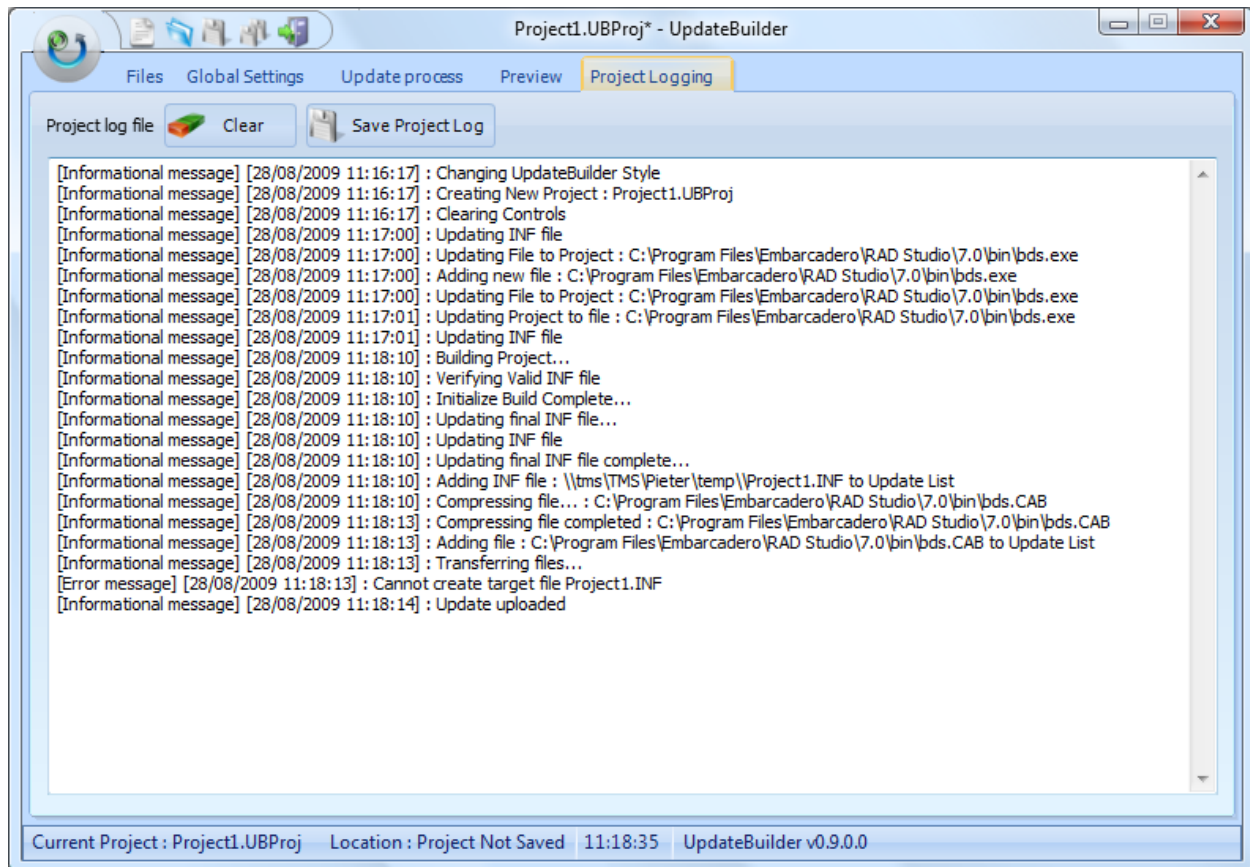 Project1.UBProj* - UpdateBuilder
Files Global Settings Update process Preview Project Logging
Project log file Clear Save Project Log
[Informational message] [28/08/2009 11:16:17] : Changing UpdateBuilder Style
[Informational message] [28/08/2009 11:16:17] : Creating New Project : Project1.UBProj
[Informational message] [28/08/2009 11:16:17] : Clearing Controls
[Informational message] [28/08/2009 11:17:00] : Updating INF file
[Informational message] [28/08/2009 11:17:00] : Updating File to Project : C:\Program Files\Embarcadero\RAD Studio\7.0\bin\bds.exe
[Informational message] [28/08/2009 11:17:00] : Adding new file : C:\Program Files\Embarcadero\RAD Studio\7.0\bin\bds.exe
[Informational message] [28/08/2009 11:17:00] : Updating File to Project : C:\Program Files\Embarcadero\RAD Studio\7.0\bin\bds.exe
[Informational message] [28/08/2009 11:17:01] : Updating Project to file : C:\Program Files\Embarcadero\RAD Studio\7.0\bin\bds.exe
[Informational message] [28/08/2009 11:17:01] : Updating INF file
[Informational message] [28/08/2009 11:18:10] : Building Project...
[Informational message] [28/08/2009 11:18:10] : Verifying Valid INF file
[Informational message] [28/08/2009 11:18:10] : Initialize Build Complete...
[Informational message] [28/08/2009 11:18:10] : Updating final INF file...
[Informational message] [28/08/2009 11:18:10] : Updating INF file
[Informational message] [28/08/2009 11:18:10] : Updating final INF file complete...
[Informational message] [28/08/2009 11:18:10] : Adding INF file : \\tms\TMS\Pieter\temp\\Project1.INF to Update List
[Informational message] [28/08/2009 11:18:10] : Compressing file... : C:\Program Files\Embarcadero\RAD Studio\7.0\bin\bds.CAB
[Informational message] [28/08/2009 11:18:13] : Compressing file completed : C:\Program Files\Embarcadero\RAD Studio\7.0\bin\bds.CAB
[Informational message] [28/08/2009 11:18:13] : Adding file : C:\Program Files\Embarcadero\RAD Studio\7.0\bin\bds.CAB to Update List
[Informational message] [28/08/2009 11:18:13] : Transferring files...
[Error message] [28/08/2009 11:18:13] : Cannot create target file Project1.INF
[Informational message] [28/08/2009 11:18:14] : Update uploaded
Current Project : Project1.UBProj Location : Project Not Saved 11:18:35 UpdateBuilder v0.9.0.0